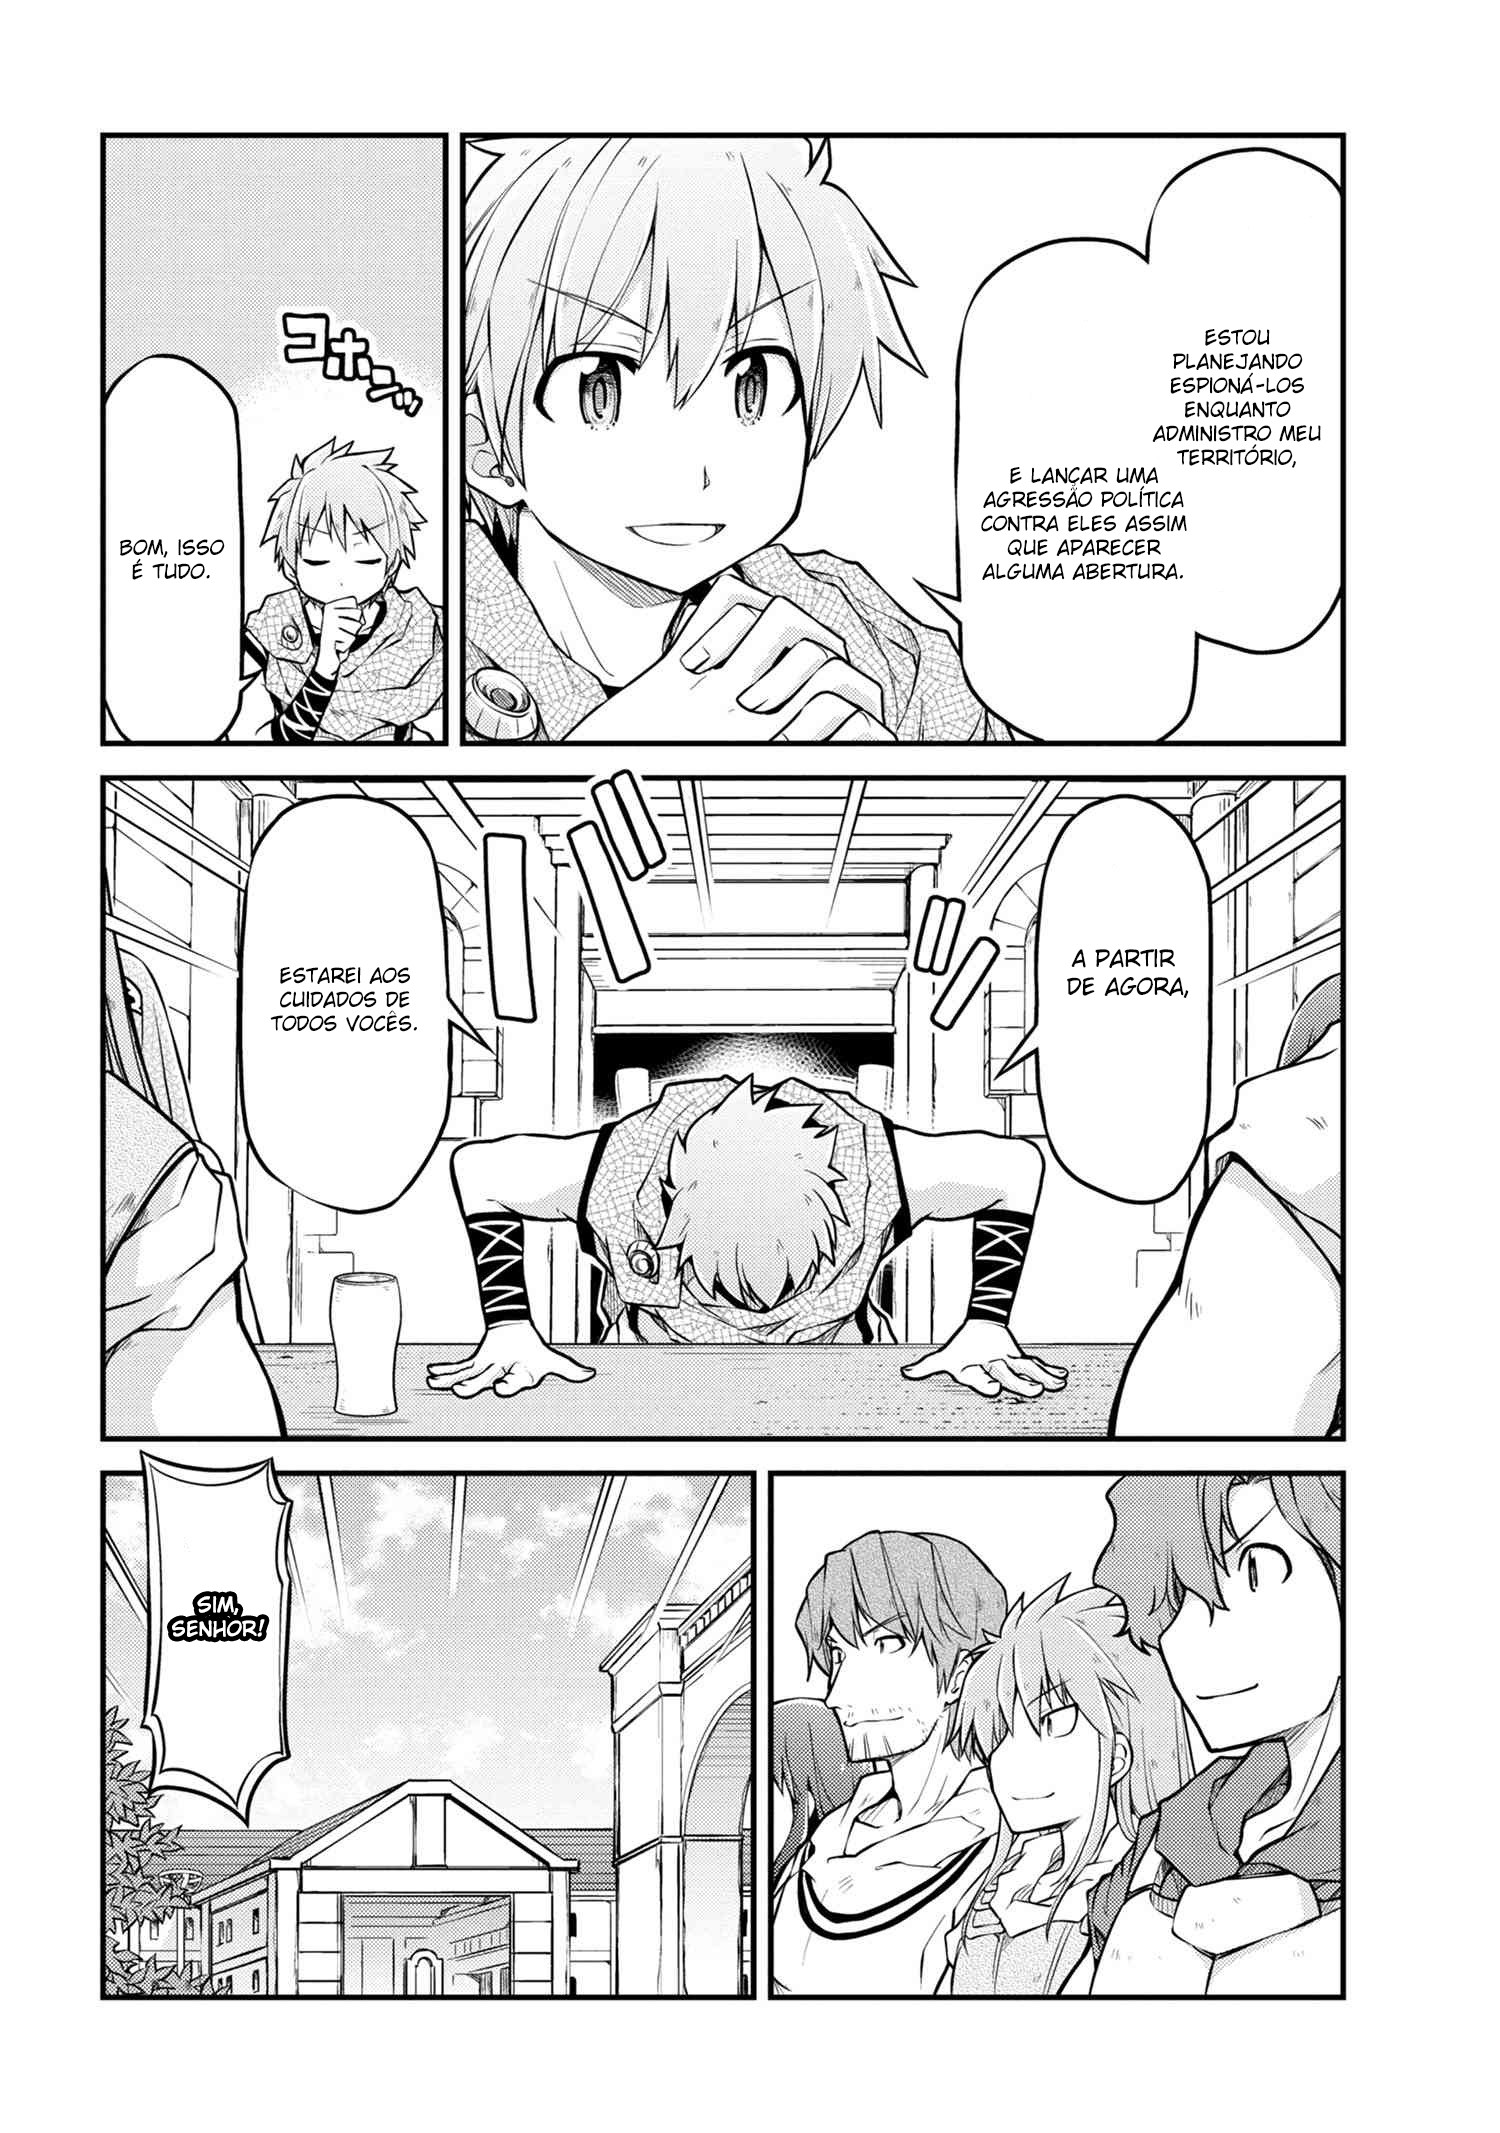 ESTOU
PLANEJANDO
ESPIONÁ-LOS
ENQUANTO
ADMINISTRO MEU
TERRITÓRIO,
E LANÇAR UMA
AGRESSÃO POLÍTICA
CONTRA ELES ASSIM
QUE APARECER
ALGUMA ABERTURA.
コホンッ
BOM, ISSO
É TUDO.
A PARTIR
DE AGORA,
ESTAREI AOS
CUIDADOS DE
TODOS VOCÊS.
SIM,
SENHOR!